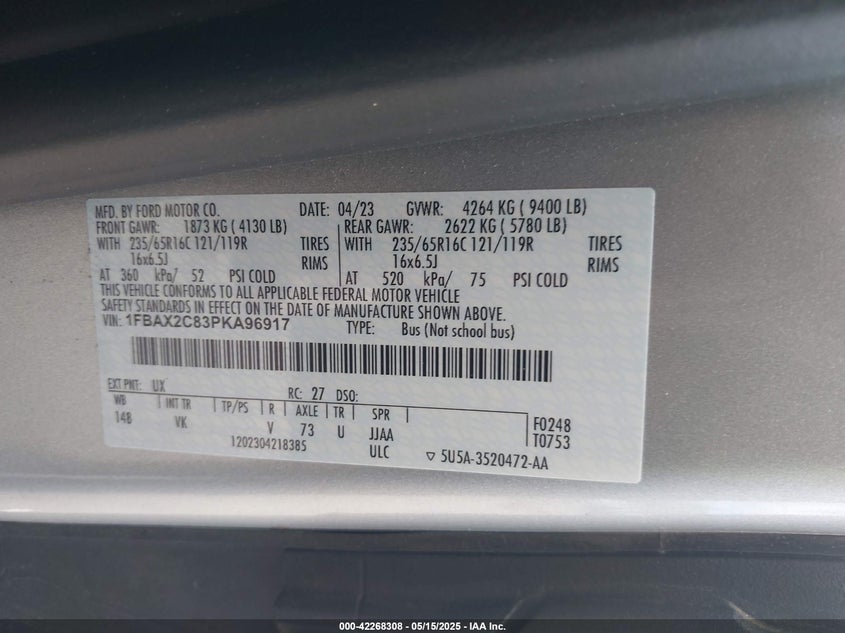 MFD. BY FORD MOTOR CO. DATE: 04/23 GVWR: 4264 KG ( 9400 LB)
FRONT GAWR: 1873 KG ( 4130 LB) REAR GAWR: 2622 KG ( 5780 LB)
WITH 235/65R16C 121/119R TIRES WITH 235/65R16C 121/119R TIRES
16x6.5J RIMS 16x6.5J RIMS
AT 360 kPa/ 52 PSI COLD AT 520 kPa/ 75 PSI COLD
THIS VEHICLE CONFORMS TO ALL APPLICABLE FEDERAL MOTOR VEHICLE
SAFETY STANDARDS IN EFFECT ON THE DATE OF MANUFACTURE SHOWN ABOVE.
VIN: 1FBAX2C83PKA96917 TYPE: Bus (Not school bus)
EXT PNT: UX RC: 27 DSO:
WB INT TR TP/PS R AXLE TR SPR F0248
148 VK V 73 U JJAA T0753
1202304218385 ULC ▽ 5U5A-3520472-AA
000-42268308 - 05/15/2025 - IAA Inc.